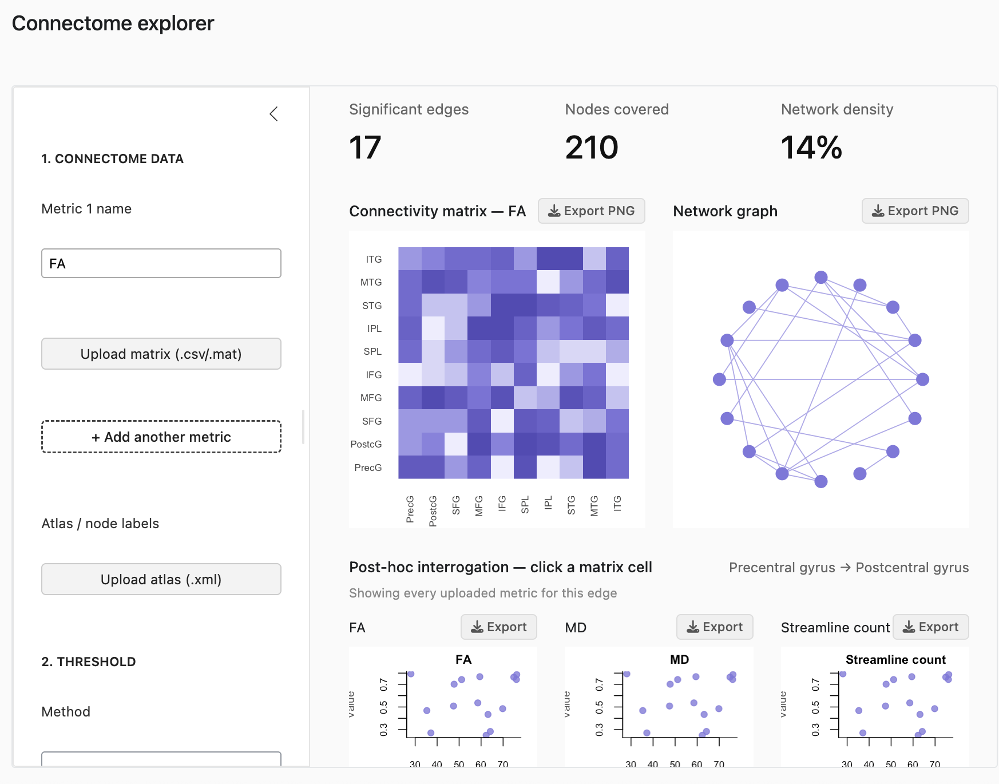 Connectome explorer
1. CONNECTOME DATA
Metric 1 name
FA
Upload matrix (.csv/.mat)
+ Add another metric
Atlas / node labels
Upload atlas (.xml)
2. THRESHOLD
Method
Significant edges
17
Nodes covered
210
Network density
14%
Connectivity matrix — FA
Export PNG
ITG
MTG
STG
IPL
SPL
IFG
MFG
SFG
PostcG
PrecG
PrecG PostcG SFG MFG IFG SPL IPL STG MTG ITG
Network graph
Export PNG
Post-hoc interrogation — click a matrix cell
Precentral gyrus → Postcentral gyrus
Showing every uploaded metric for this edge
FA
Export
FA
Value
0.7
0.5
0.3
30 40 50 60 70
MD
Export
MD
Value
0.7
0.5
0.3
30 40 50 60 70
Streamline count
Export
Streamline count
Value
0.7
0.5
0.3
30 40 50 60 70